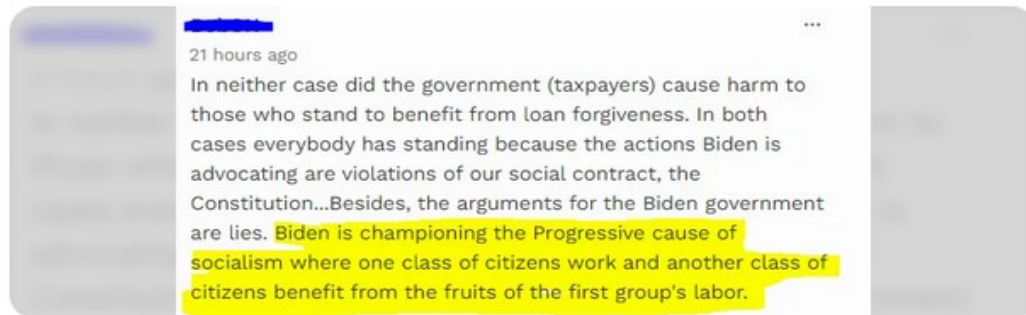 21 hours ago
In neither case did the government (taxpayers) cause harm to
those who stand to benefit from loan forgiveness. In both
cases everybody has standing because the actions Biden is
advocating are violations of our social contract, the
Constitution...Besides, the arguments for the Biden government
are lies. Biden is championing the Progressive cause of
socialism where one class of citizens work and another class of
citizens benefit from the fruits of the first group's labor.